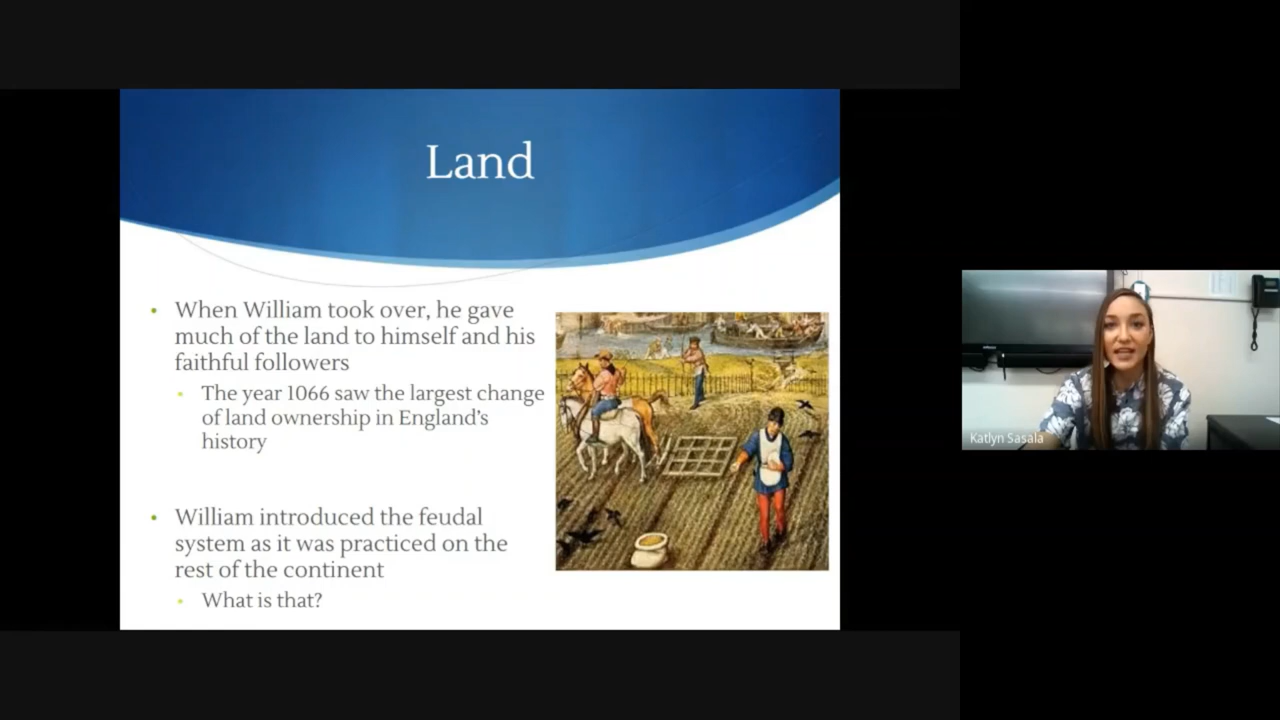 Land
• When William took over, he gave
much of the land to himself and his
faithful followers
• The year 1066 saw the largest change
of land ownership in England's
history
• William introduced the feudal
system as it was practiced on the
rest of the continent
• What is that?
Katlyn Sasala